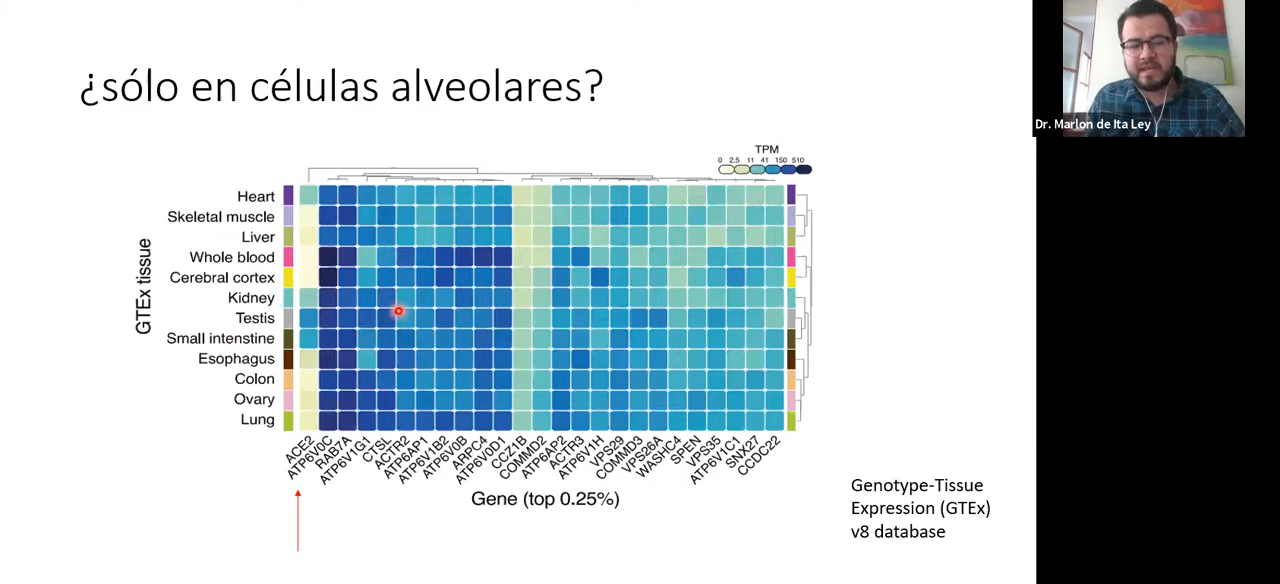 Dr. Marlon de Ita Ley
¿sólo en células alveolares?
TPM
0 2.5 11 41 150 510
GTEx tissue
Heart
Skeletal muscle
Liver
Whole blood
Cerebral cortex
Kidney
Testis
Small intenstine
Esophagus
Colon
Ovary
Lung
ACE2
ATP6V0C
RAB7A
ATP6V1G1
CTSL
ACTR2
ATP6AP1
ATP6V1B2
ATP6V0B
ARPC4
ATP6V0D1
CCZ1B
COMMD2
ATP6AP2
ACTR3
ATP6V1H
VPS29
COMMD3
VPS26A
WASHC4
SPEN
VPS35
ATP6V1C1
SNX27
CCDC22
Gene (top 0.25%)
Genotype-Tissue
Expression (GTEx)
v8 database